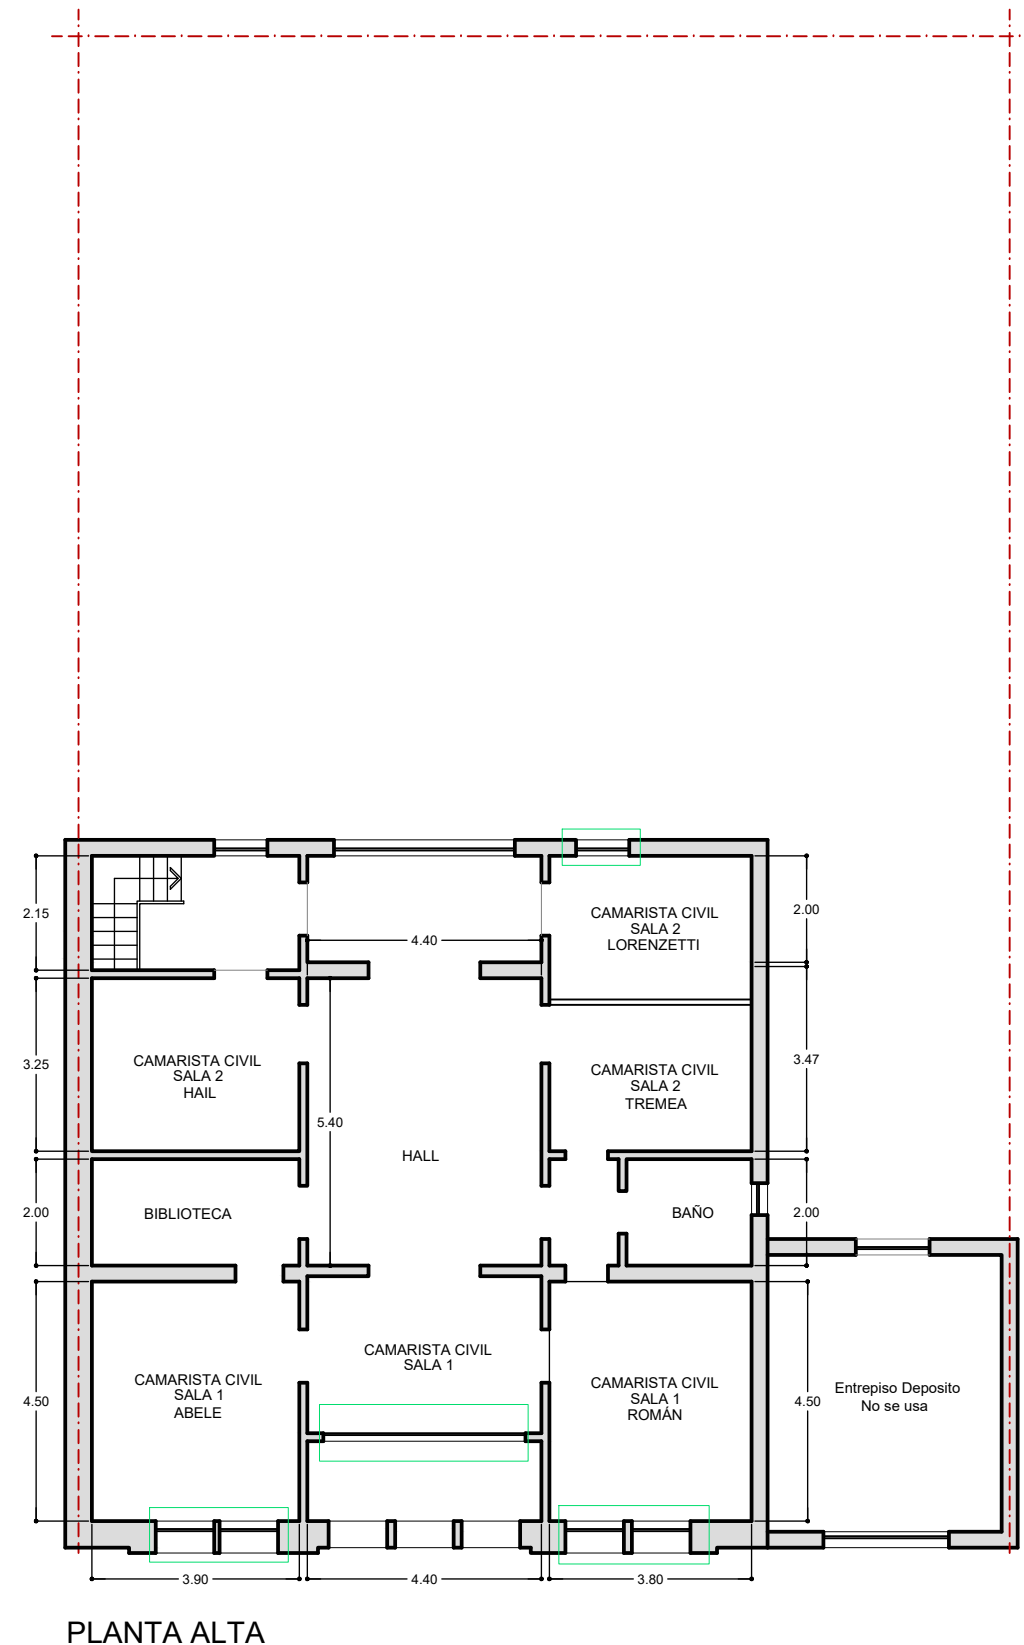 2.15
2.00
CAMARISTA CIVIL
SALA 2
LORENZETTI
4.40
3.25
CAMARISTA CIVIL
SALA 2
HAIL
3.47
CAMARISTA CIVIL
SALA 2
TREMEA
5.40
HALL
2.00
BIBLIOTECA
BAÑO
2.00
CAMARISTA CIVIL
SALA 1
4.50
CAMARISTA CIVIL
SALA 1
ABELE
CAMARISTA CIVIL
SALA 1
ROMÁN
4.50
Entrepiso Deposito
No se usa
3.90
4.40
3.80
PLANTA ALTA